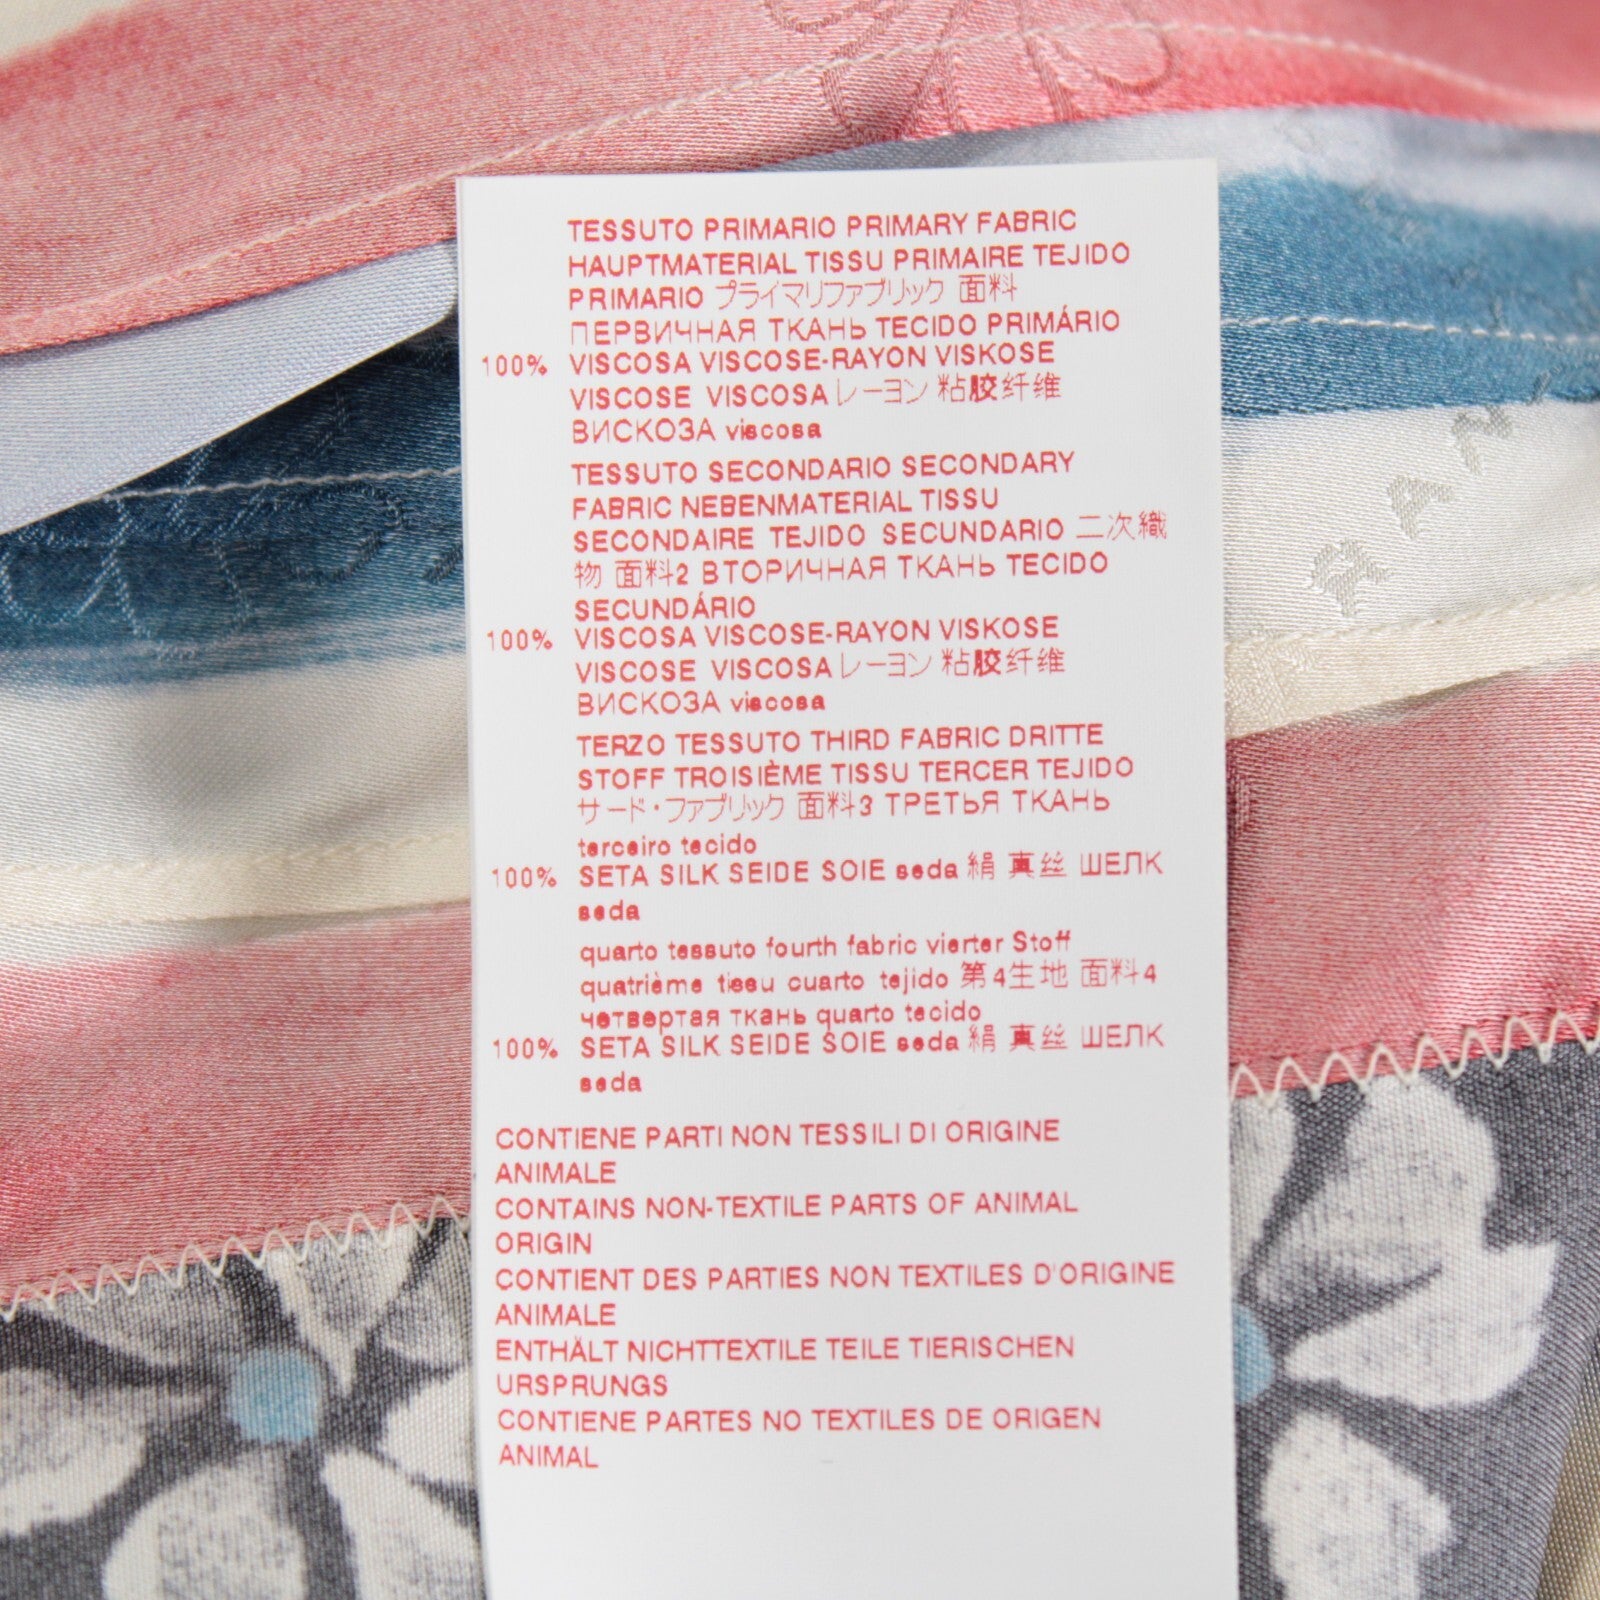 TESSUTO PRIMARIO PRIMARY FABRIC
HAUPTMATERIAL TISSU PRIMAIRE TEJIDO
PRIMARIO プライマリファブリック 面料
ПЕРВИЧНАЯ ТКАНЬ TECIDO PRIMÁRIO
100% VISCOSA VISCOSE-RAYON VISKOSE
VISCOSE VISCOSA レーヨン 粘胶纤维
ВИСКОЗА viscosa
TESSUTO SECONDARIO SECONDARY
FABRIC NEBENMATERIAL TISSU
SECONDAIRE TEJIDO SECUNDARIO 二次織
物 面料2 ВТОРИЧНАЯ ТКАНЬ TECIDO
SECUNDÁRIO
100% VISCOSA VISCOSE-RAYON VISKOSE
VISCOSE VISCOSA レーヨン 粘胶纤维
ВИСКОЗА viscosa
TERZO TESSUTO THIRD FABRIC DRITTE
STOFF TROISIÈME TISSU TERCER TEJIDO
サード・ファブリック 面料3 ТРЕТЬЯ ТКАНЬ
terceiro tecido
100% SETA SILK SEIDE SOIE seda 絹 真丝 ШЕЛК
seda
quarto tessuto fourth fabric vierter Stoff
quatrième tissu cuarto tejido 第4生地 面料4
четвертая ткань quarto tecido
100% SETA SILK SEIDE SOIE seda 絹 真丝 ШЕЛК
seda
CONTIENE PARTI NON TESSILI DI ORIGINE
ANIMALE
CONTAINS NON-TEXTILE PARTS OF ANIMAL
ORIGIN
CONTIENT DES PARTIES NON TEXTILES D'ORIGINE
ANIMALE
ENTHÄLT NICHTTEXTILE TEILE TIERISCHEN
URSPRUNGS
CONTIENE PARTES NO TEXTILES DE ORIGEN
ANIMAL